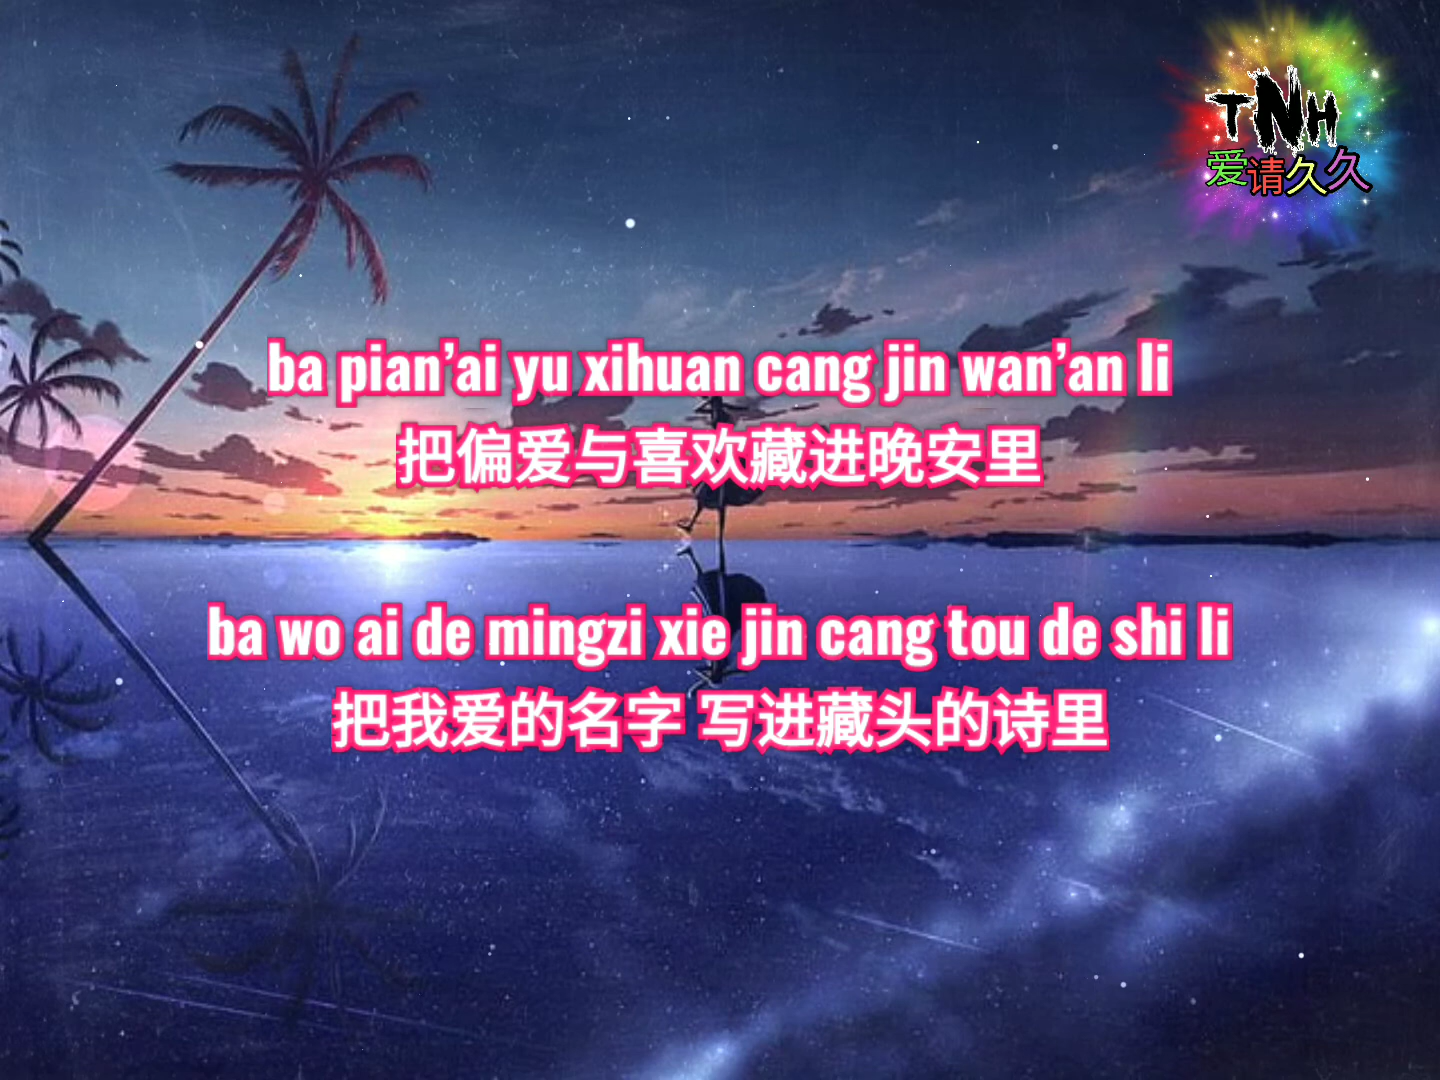 TNH
爱请久久
ba pian’ai yu xihuan cang jin wan’an li
把偏爱与喜欢藏进晚安里
ba wo ai de mingzi xie jin cang tou de shi li
把我爱的名字 写进藏头的诗里